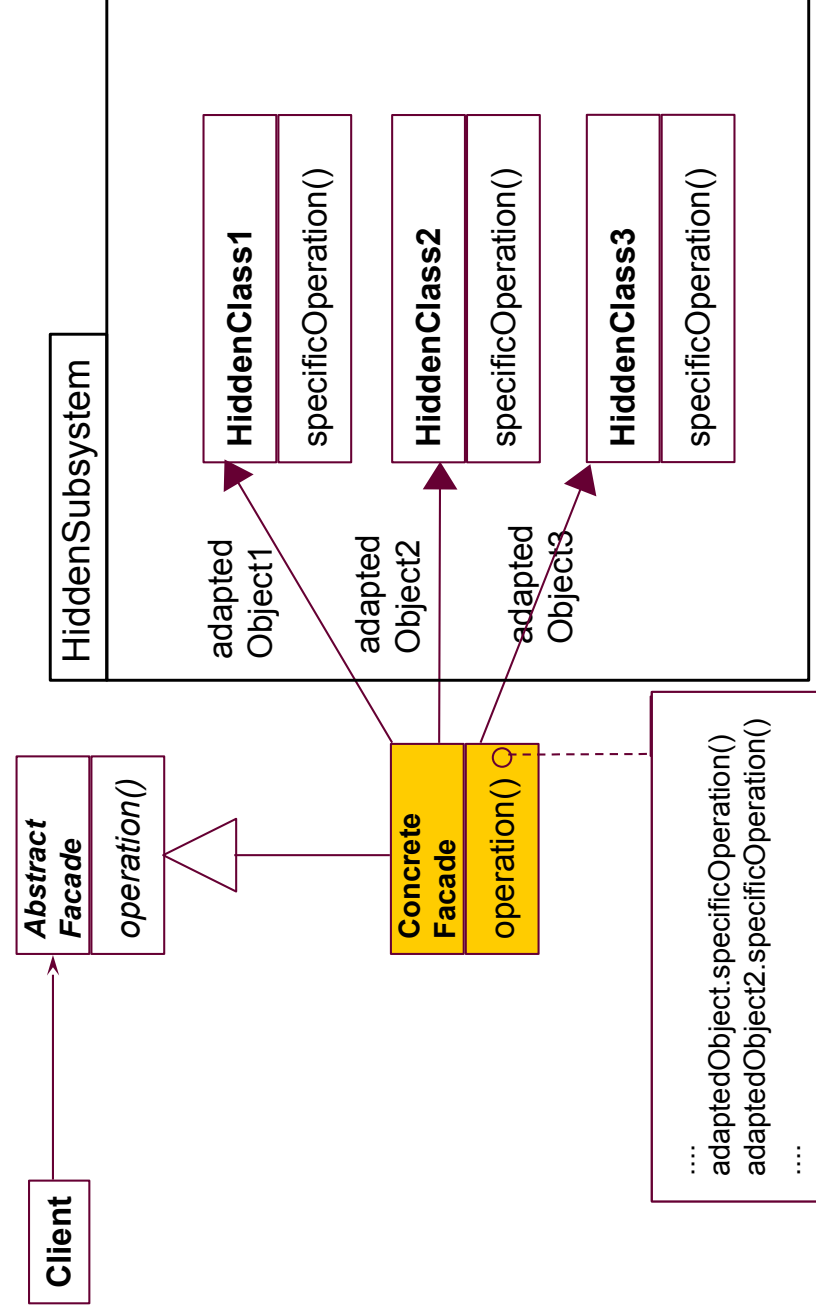 Client
Abstract
Facade
operation()
HiddenSubsystem
Concrete
Facade
operation()
adapted
Object1
adapted
Object2
adapted
Object3
HiddenClass1
specificOperation()
HiddenClass2
specificOperation()
HiddenClass3
specificOperation()
....
adaptedObject.specificOperation()
adaptedObject2.specificOperation()
....